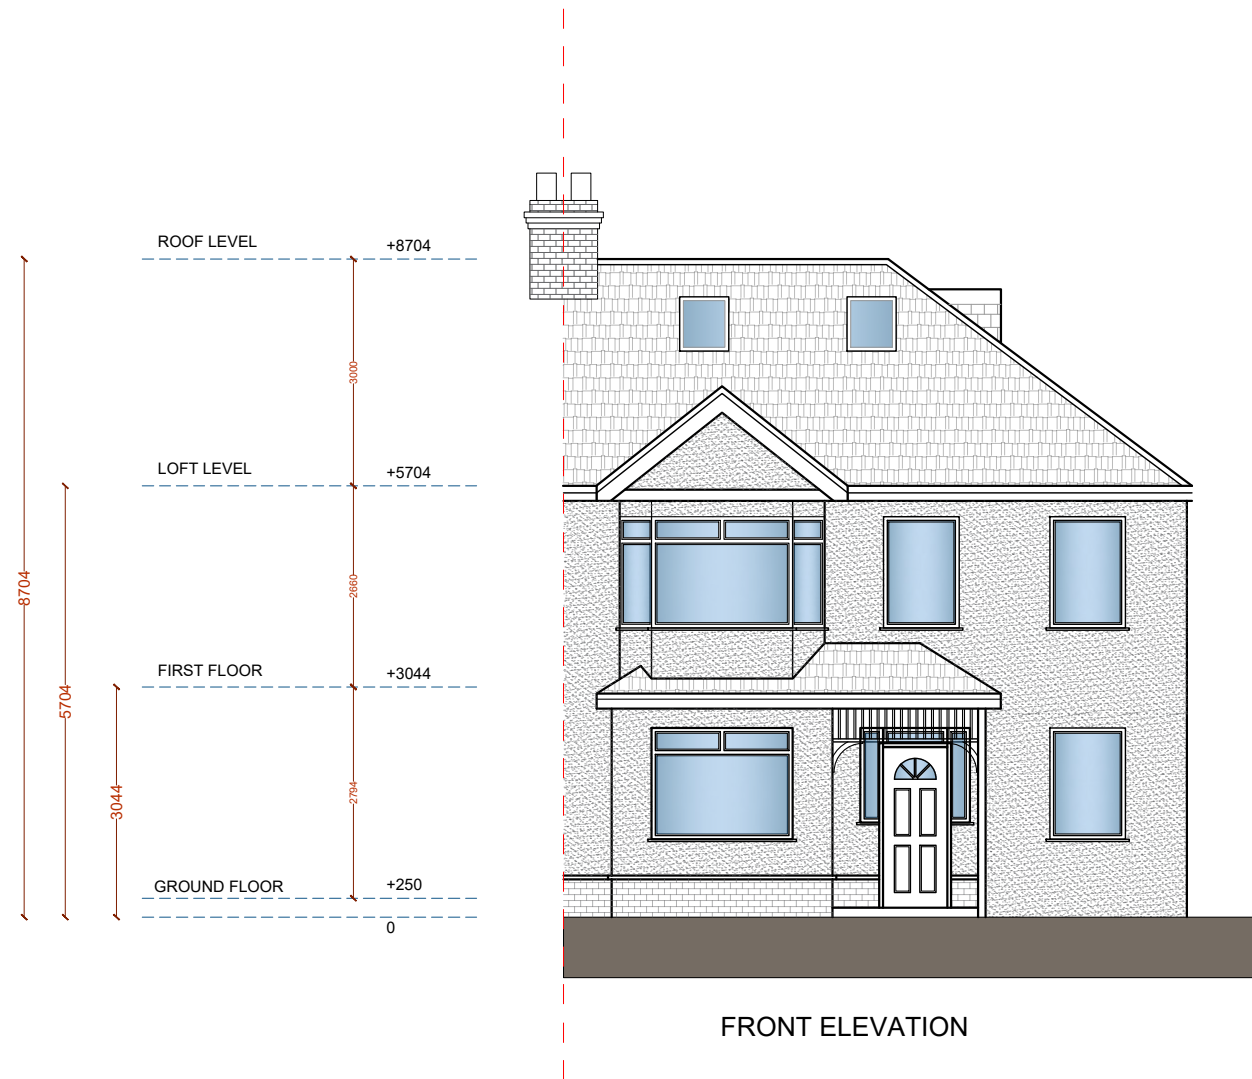 ROOF LEVEL +8704
3000
LOFT LEVEL +5704
8704
2660
5704
FIRST FLOOR +3044
3044
2794
GROUND FLOOR +250
0
FRONT ELEVATION